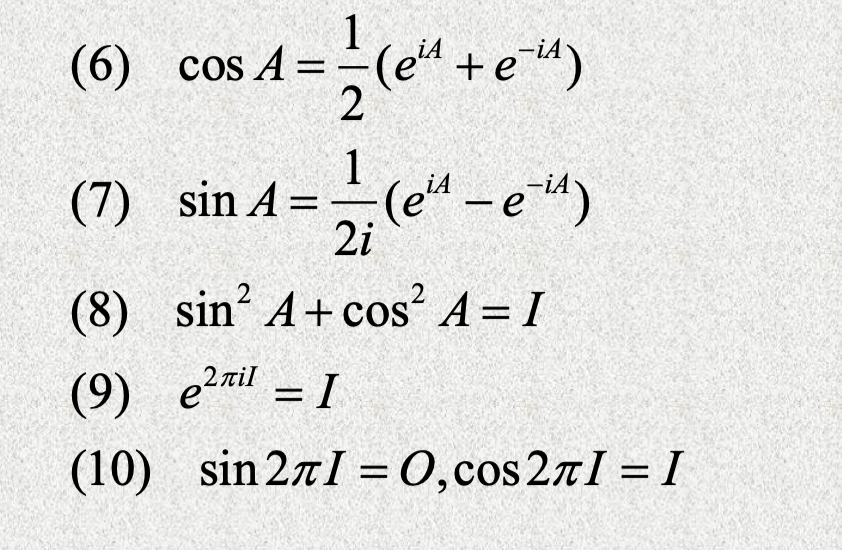 (6) cos A = 1/2 (e^{iA} + e^{-iA})
(7) sin A = 1/2i (e^{iA} − e^{-iA})
(8) sin² A + cos² A = I
(9) e^{2πiI} = I
(10) sin 2πI = O, cos 2πI = I